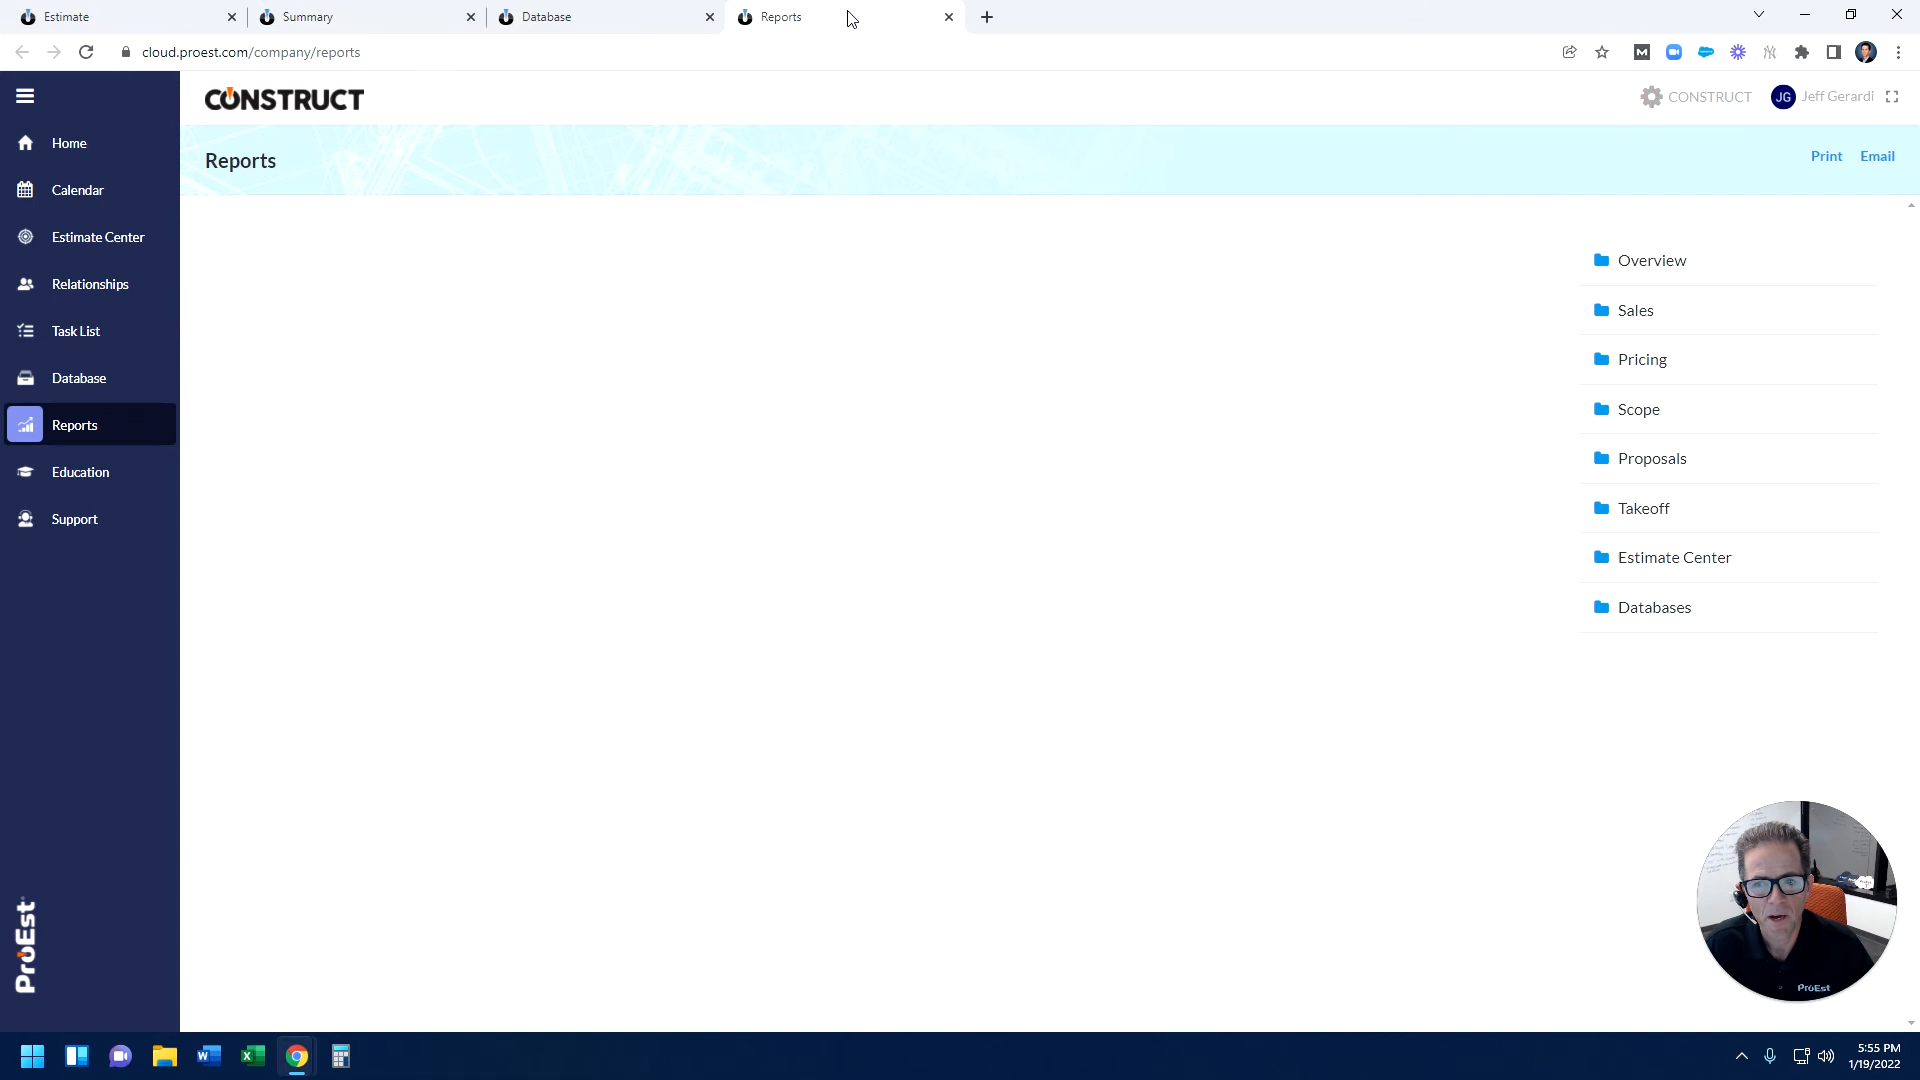 Estimate
Summary
Database
Reports
cloud.proest.com/company/reports
CONSTRUCT
CONSTRUCT
JG
Jeff Gerardi
Home
Calendar
Estimate Center
Relationships
Task List
Database
Reports
Education
Support
Reports
Print
Email
Overview
Sales
Pricing
Scope
Proposals
Takeoff
Estimate Center
Databases
ProEst
ProEst
5:55 PM
1/19/2022